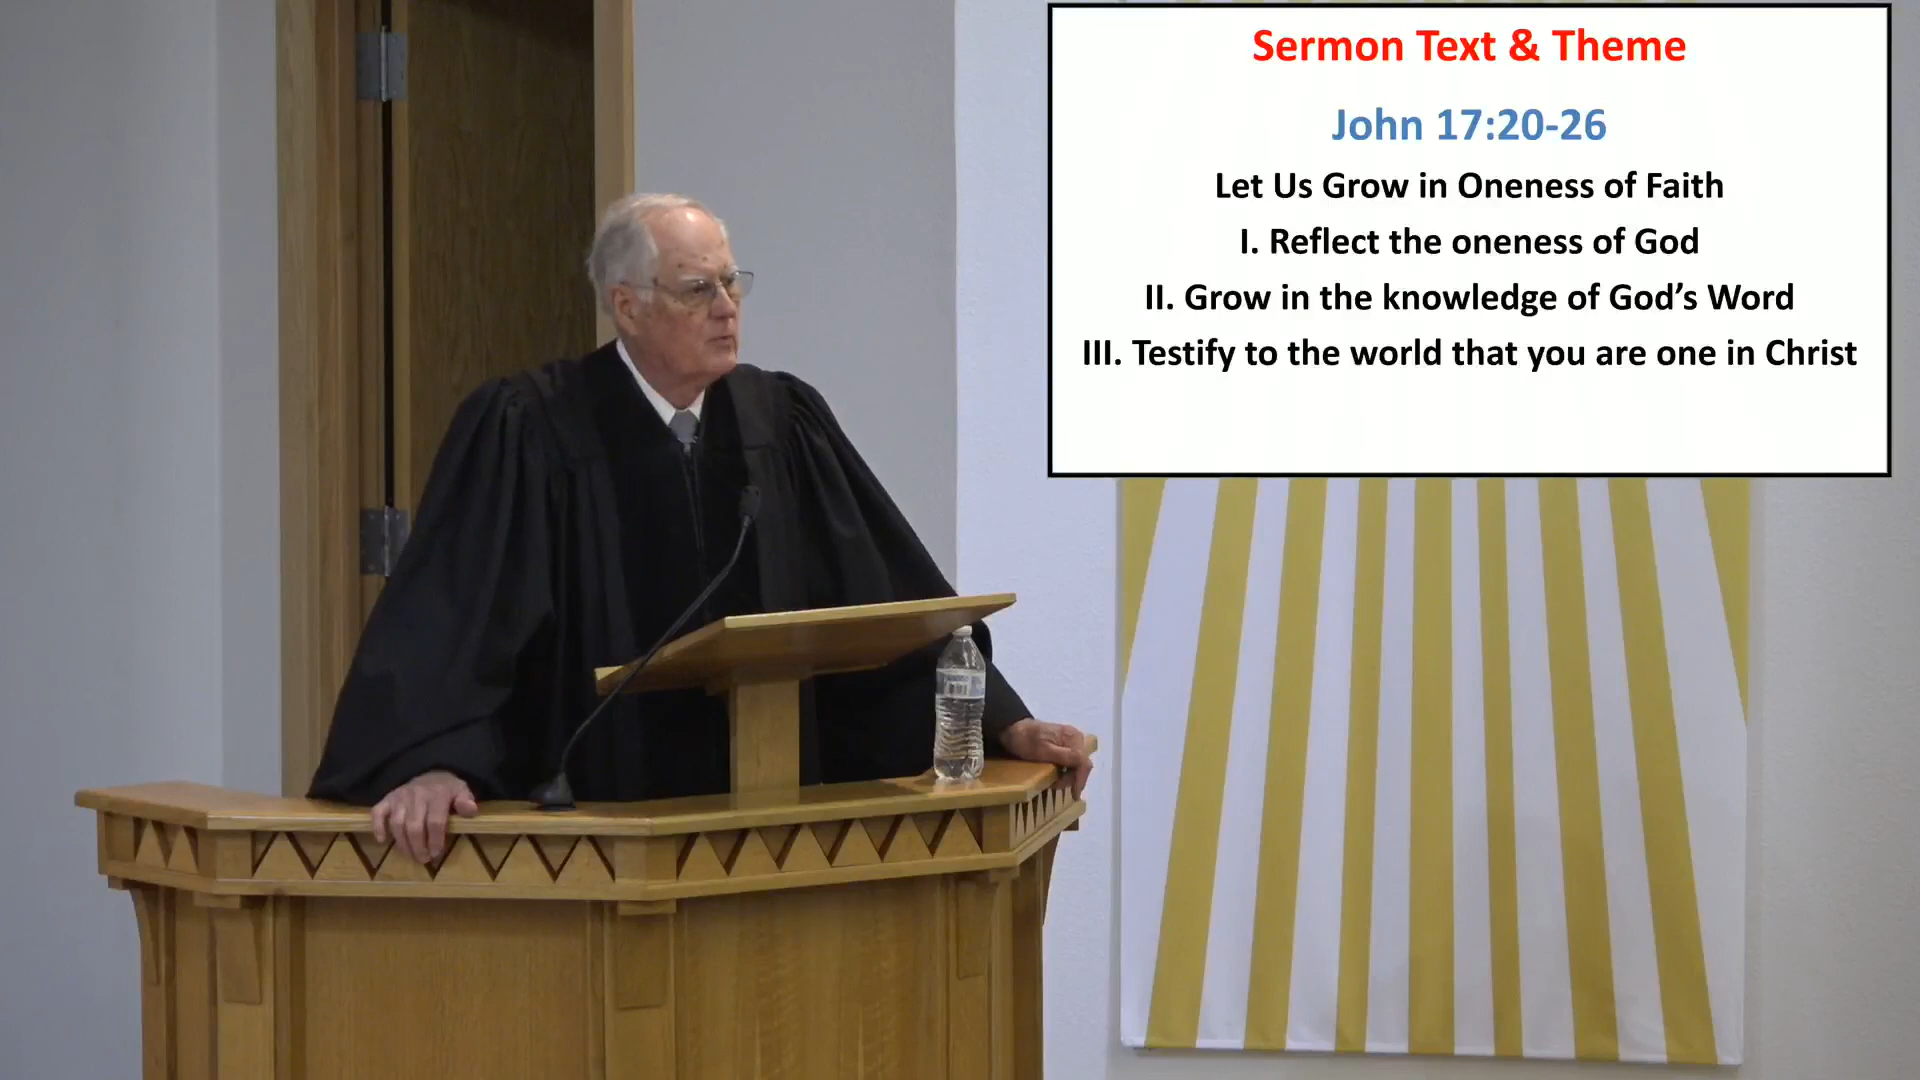 Sermon Text & Theme
John 17:20-26
Let Us Grow in Oneness of Faith
I. Reflect the oneness of God
II. Grow in the knowledge of God’s Word
III. Testify to the world that you are one in Christ